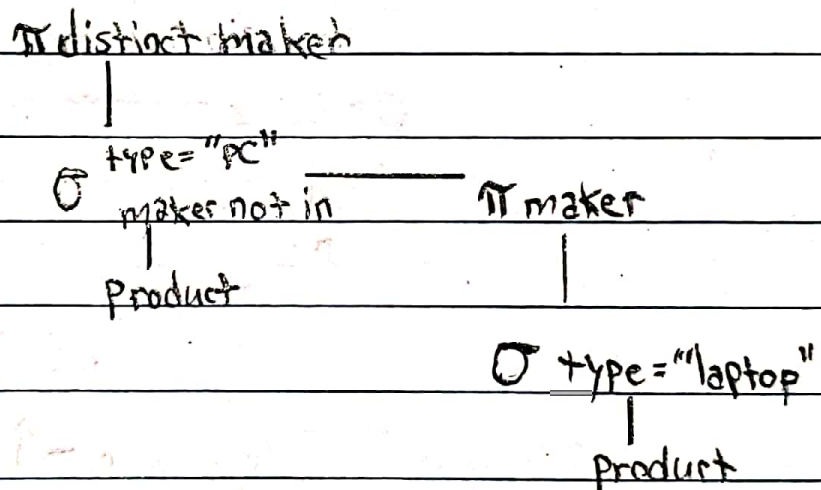 π distinct maker
σ type="PC"
maker not in
π maker
product
σ type="laptop"
product